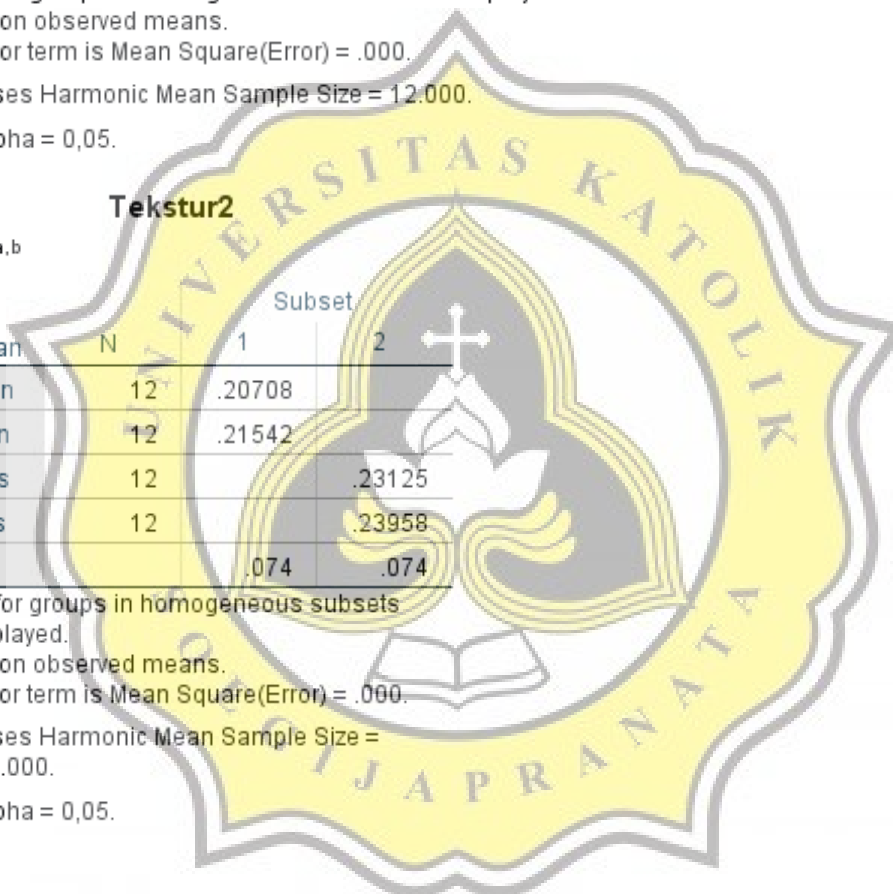 on observed means.
or term is Mean Square(Error) = .000.
ses Harmonic Mean Sample Size = 12.000.
pha = 0,05.
Tekstur2
a,b
Subset
an N 1 2
n 12 .20708
n 12 .21542
s 12 .23125
s 12 .23958
.074 .074
for groups in homogeneous subsets
played.
on observed means.
or term is Mean Square(Error) = .000.
ses Harmonic Mean Sample Size =
.000.
pha = 0,05.
UNIVERSITAS KATOLIK
SOEGIJAPRANATA